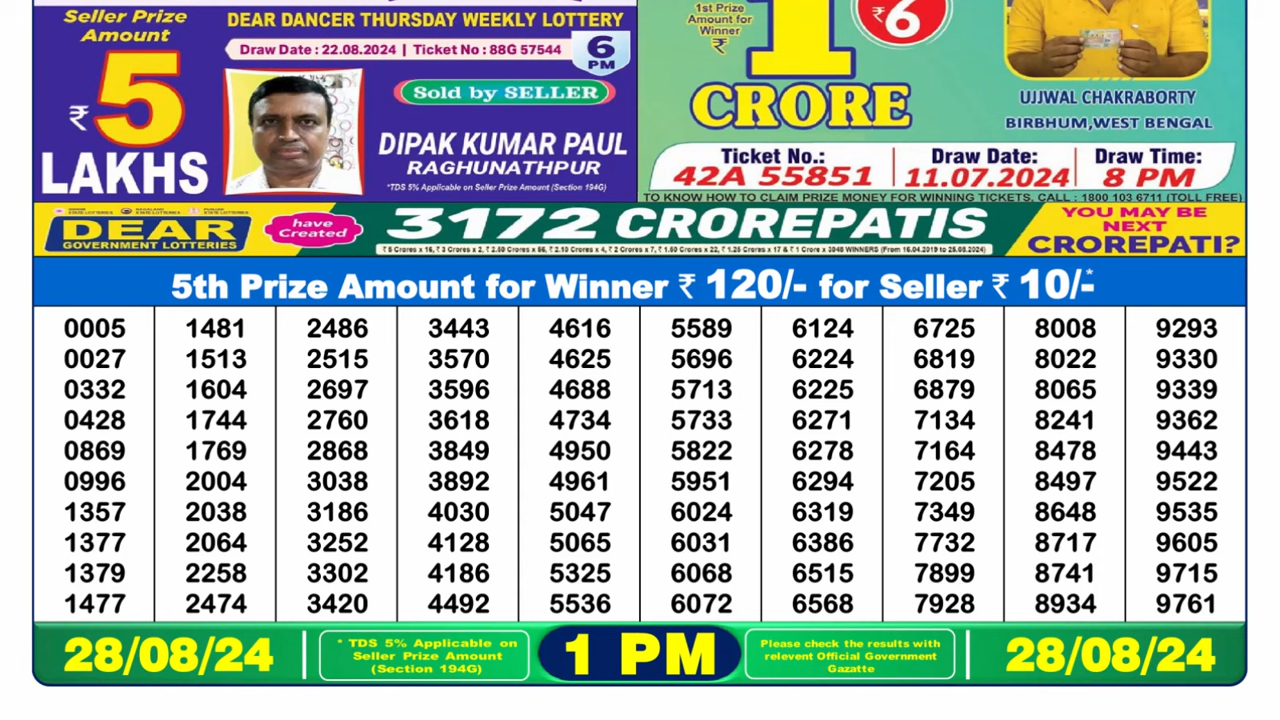 Seller Prize
Amount
₹5
LAKHS
DEAR DANCER THURSDAY WEEKLY LOTTERY
Draw Date : 22.08.2024 | Ticket No : 88G 57544
6
PM
Sold by SELLER
DIPAK KUMAR PAUL
RAGHUNATHPUR
*TDS 5% Applicable on Seller Prize Amount (Section 194G)
1st Prize
Amount for
Winner
₹
1
CRORE
₹6
UJJWAL CHAKRABORTY
BIRBHUM,WEST BENGAL
Ticket No.:
42A 55851
Draw Date:
11.07.2024
Draw Time:
8 PM
TO KNOW HOW TO CLAIM PRIZE MONEY FOR WINNING TICKETS, CALL : 1800 103 6711 (TOLL FREE)
DEAR
GOVERNMENT LOTTERIES
have
Created
3172 CROREPATIS
YOU MAY BE
NEXT
CROREPATI?
5th Prize Amount for Winner ₹ 120/- for Seller ₹ 10/-*
0005 1481 2486 3443 4616 5589 6124 6725 8008 9293
0027 1513 2515 3570 4625 5696 6224 6819 8022 9330
0332 1604 2697 3596 4688 5713 6225 6879 8065 9339
0428 1744 2760 3618 4734 5733 6271 7134 8241 9362
0869 1769 2868 3849 4950 5822 6278 7164 8478 9443
0996 2004 3038 3892 4961 5951 6294 7205 8497 9522
1357 2038 3186 4030 5047 6024 6319 7349 8648 9535
1377 2064 3252 4128 5065 6031 6386 7732 8717 9605
1379 2258 3302 4186 5325 6068 6515 7899 8741 9715
1477 2474 3420 4492 5536 6072 6568 7928 8934 9761
28/08/24
* TDS 5% Applicable on
Seller Prize Amount
(Section 194G)
1 PM
Please check the results with
relevent Official Government
Gazatte
28/08/24